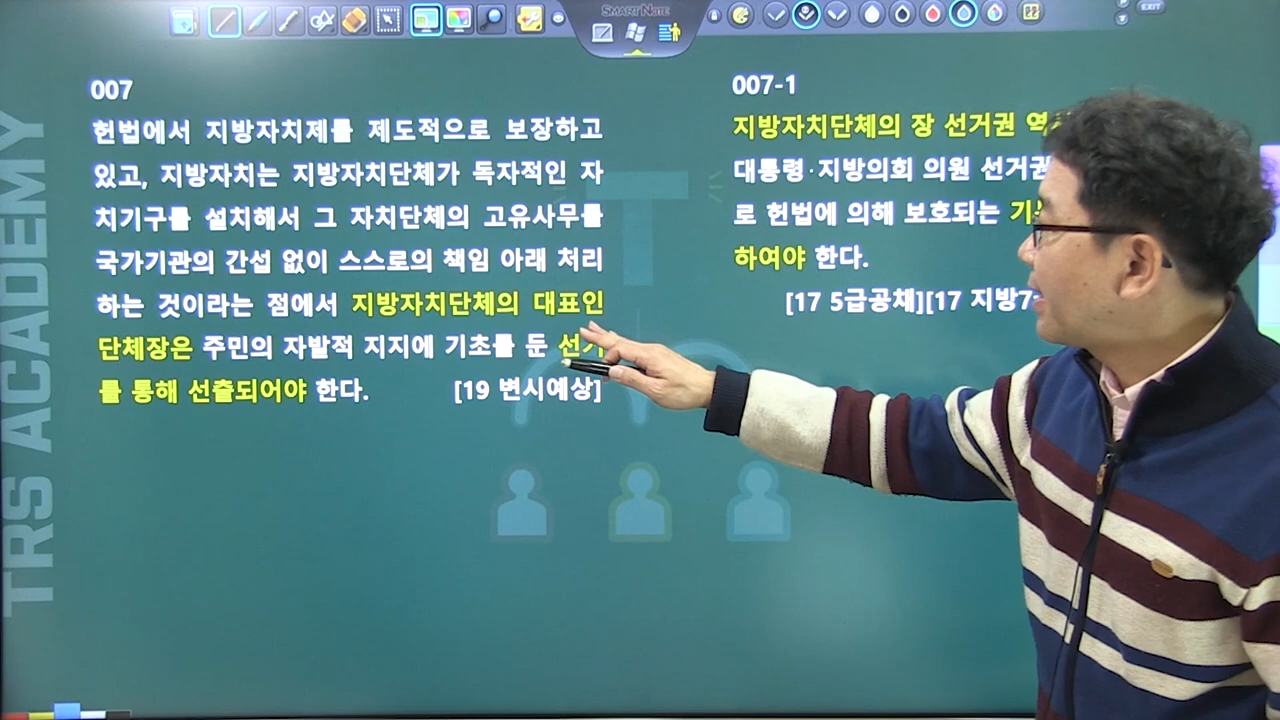 SMART NOTE
EXIT
TRS ACADEMY
007
헌법에서 지방자치제를 제도적으로 보장하고
있고, 지방자치는 지방자치단체가 독자적인 자
치기구를 설치해서 그 자치단체의 고유사무를
국가기관의 간섭 없이 스스로의 책임 아래 처리
하는 것이라는 점에서 지방자치단체의 대표인
단체장은 주민의 자발적 지지에 기초를 둔
를 통해 선출되어야 한다. [19 변시예상]
007-1
지방자치단체의 장 선거권
대통령·지방의회 의원 선거권
로 헌법에 의해 보호되는
하여야 한다.
[17 5급공채][17 지방7